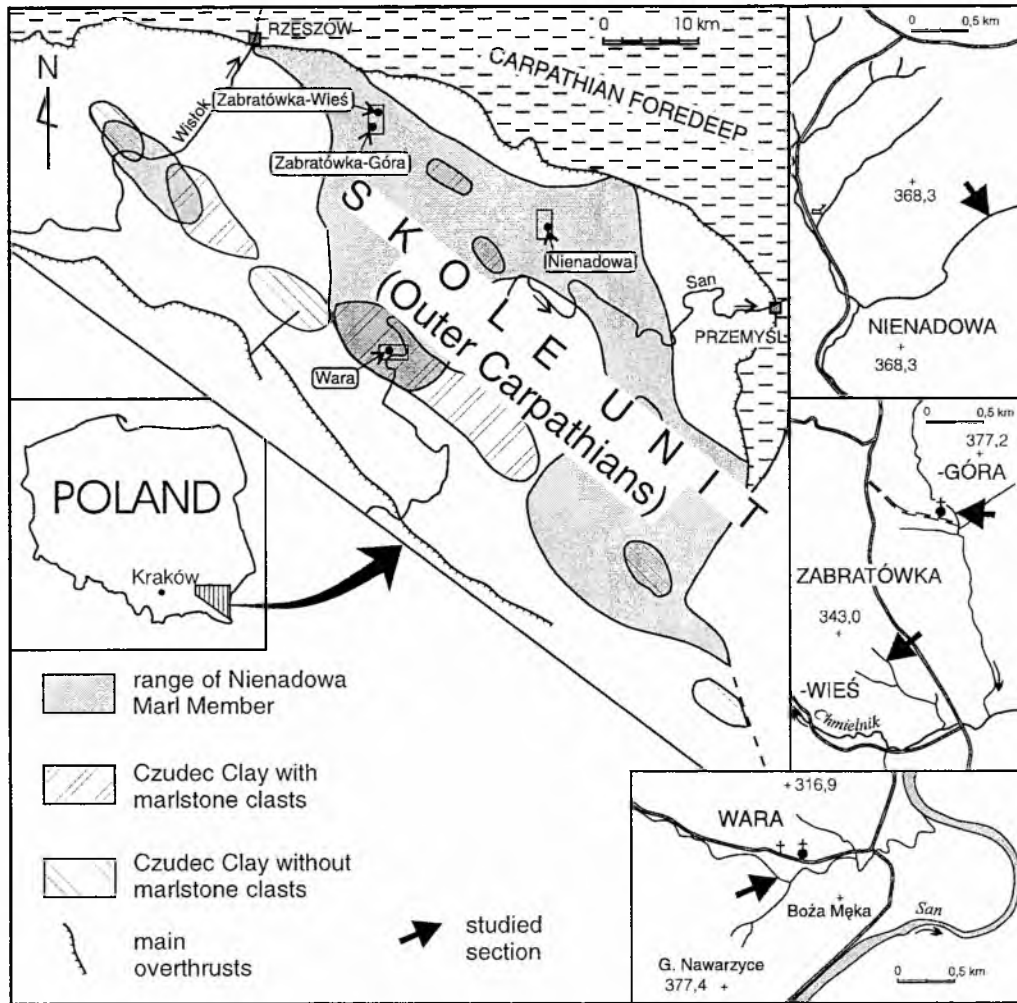 RZESZÓW
0 10 km
N
CARPATHIAN FOREDEEP
Zabratówka-Wieś
Wisłok
Zabratówka-Góra
SKOLE UNIT
(Outer Carpathians)
Nienadowa
San
PRZEMYŚL
Wara
POLAND
Kraków
range of Nienadowa
Marl Member
Czudec Clay with
marlstone clasts
Czudec Clay without
marlstone clasts
main
overthrusts
studied
section
0 0,5 km
368,3
NIENADOWA
368,3
0 0,5 km
377,2
-GÓRA
ZABRATÓWKA
343,0
-WIEŚ
Chmielnik
316,9
WARA
Boża Męka
San
G. Nawarzyce
377,4
0 0,5 km